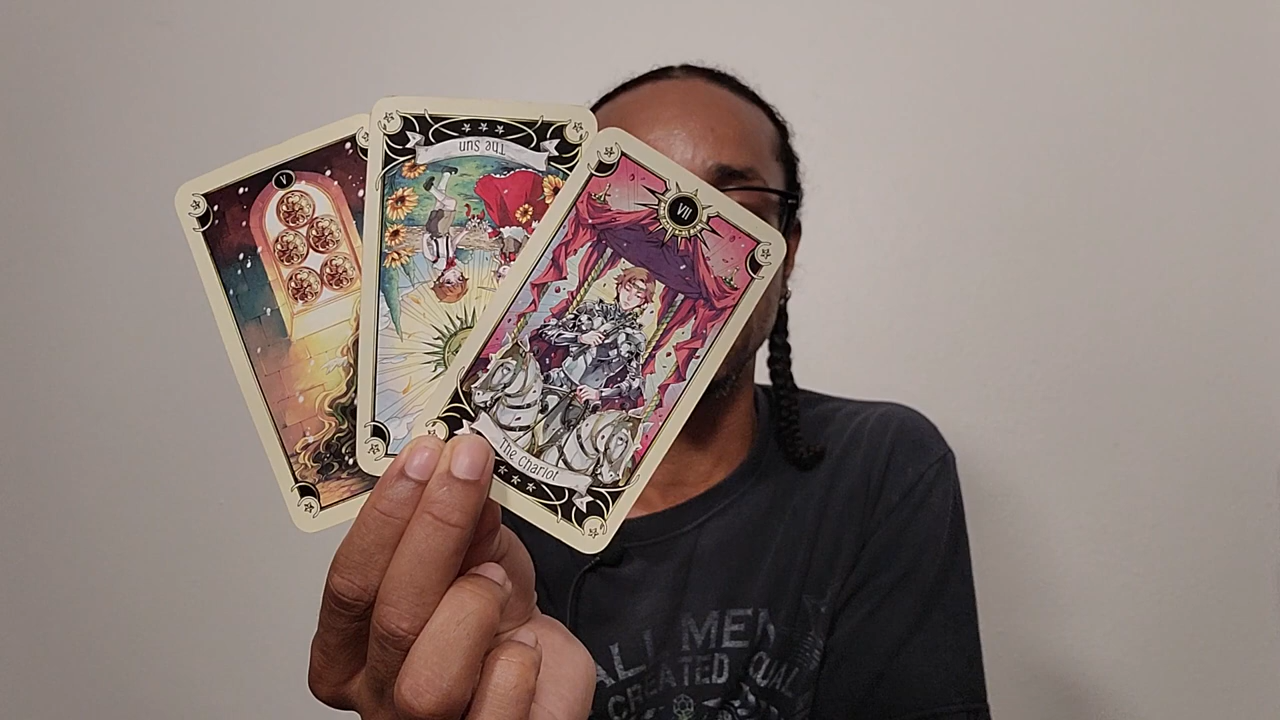 V
The Sun
VII
The Chariot
ALL MEN
CREATED EQUAL